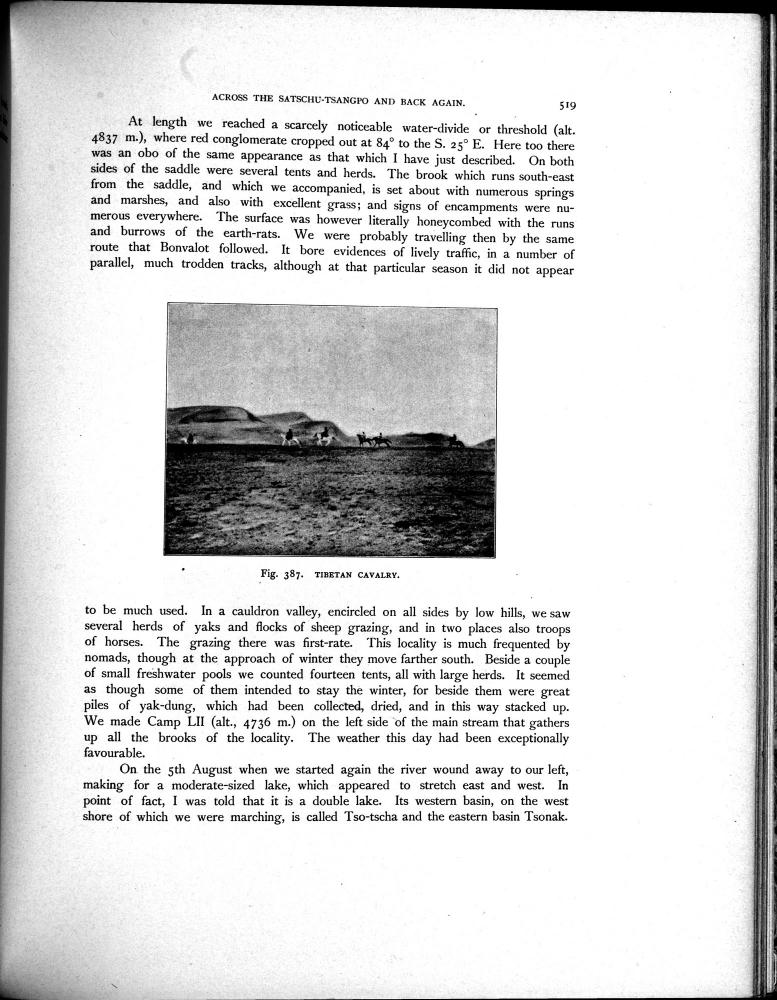 ACROSS THE SATSCHU-TSANGPO AND BACK AGAIN. 519
At length we reached a scarcely noticeable water-divide or threshold (alt.
4837 m.), where red conglomerate cropped out at 84° to the S. 25° E. Here too there
was an obo of the same appearance as that which I have just described. On both
sides of the saddle were several tents and herds. The brook which runs south-east
from the saddle, and which we accompanied, is set about with numerous springs
and marshes, and also with excellent grass; and signs of encampments were nu-
merous everywhere. The surface was however literally honeycombed with the runs
and burrows of the earth-rats. We were probably travelling then by the same
route that Bonvalot followed. It bore evidences of lively traffic, in a number of
parallel, much trodden tracks, although at that particular season it did not appear
Fig. 387. TIBETAN CAVALRY.
to be much used. In a cauldron valley, encircled on all sides by low hills, we saw
several herds of yaks and flocks of sheep grazing, and in two places also troops
of horses. The grazing there was first-rate. This locality is much frequented by
nomads, though at the approach of winter they move farther south. Beside a couple
of small freshwater pools we counted fourteen tents, all with large herds. It seemed
as though some of them intended to stay the winter, for beside them were great
piles of yak-dung, which had been collected, dried, and in this way stacked up.
We made Camp LII (alt., 4736 m.) on the left side of the main stream that gathers
up all the brooks of the locality. The weather this day had been exceptionally
favourable.
On the 5th August when we started again the river wound away to our left,
making for a moderate-sized lake, which appeared to stretch east and west. In
point of fact, I was told that it is a double lake. Its western basin, on the west
shore of which we were marching, is called Tso-tscha and the eastern basin Tsonak.